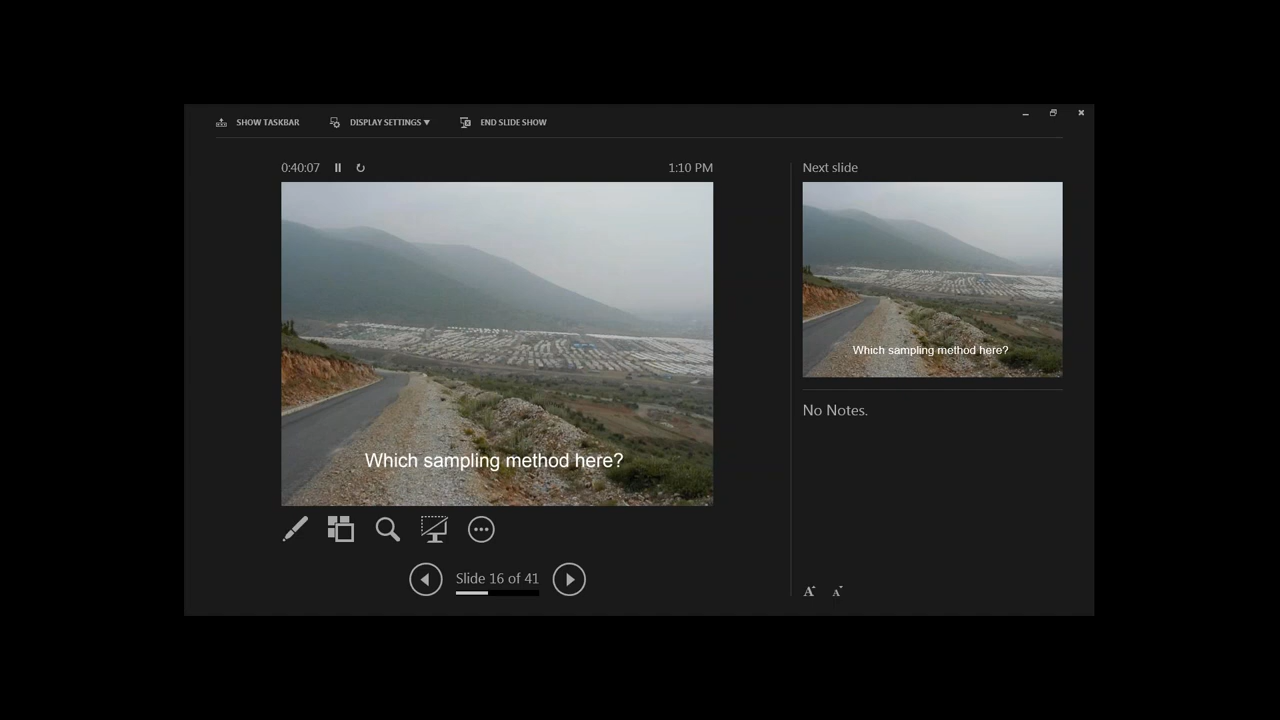 SHOW TASKBAR
DISPLAY SETTINGS ▼
END SLIDE SHOW
0:40:07
1:10 PM
Which sampling method here?
Slide 16 of 41
Next slide
Which sampling method here?
No Notes.
A A